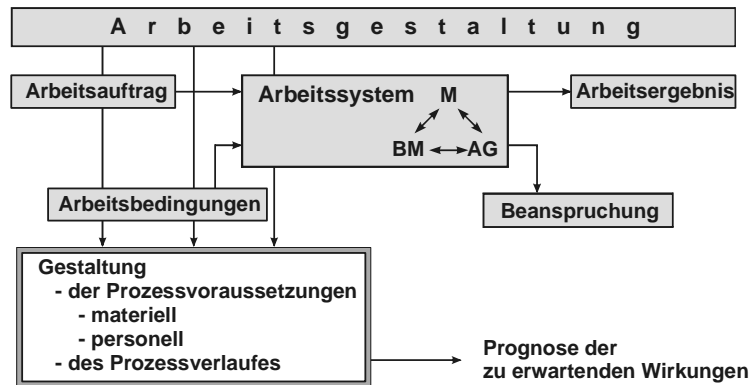 Arbeitsgestaltung
Arbeitsauftrag
Arbeitssystem M
BM AG
Arbeitsergebnis
Arbeitsbedingungen
Beanspruchung
Gestaltung
- der Prozessvoraussetzungen
- materiell
- personell
- des Prozessverlaufes
Prognose der
zu erwartenden Wirkungen